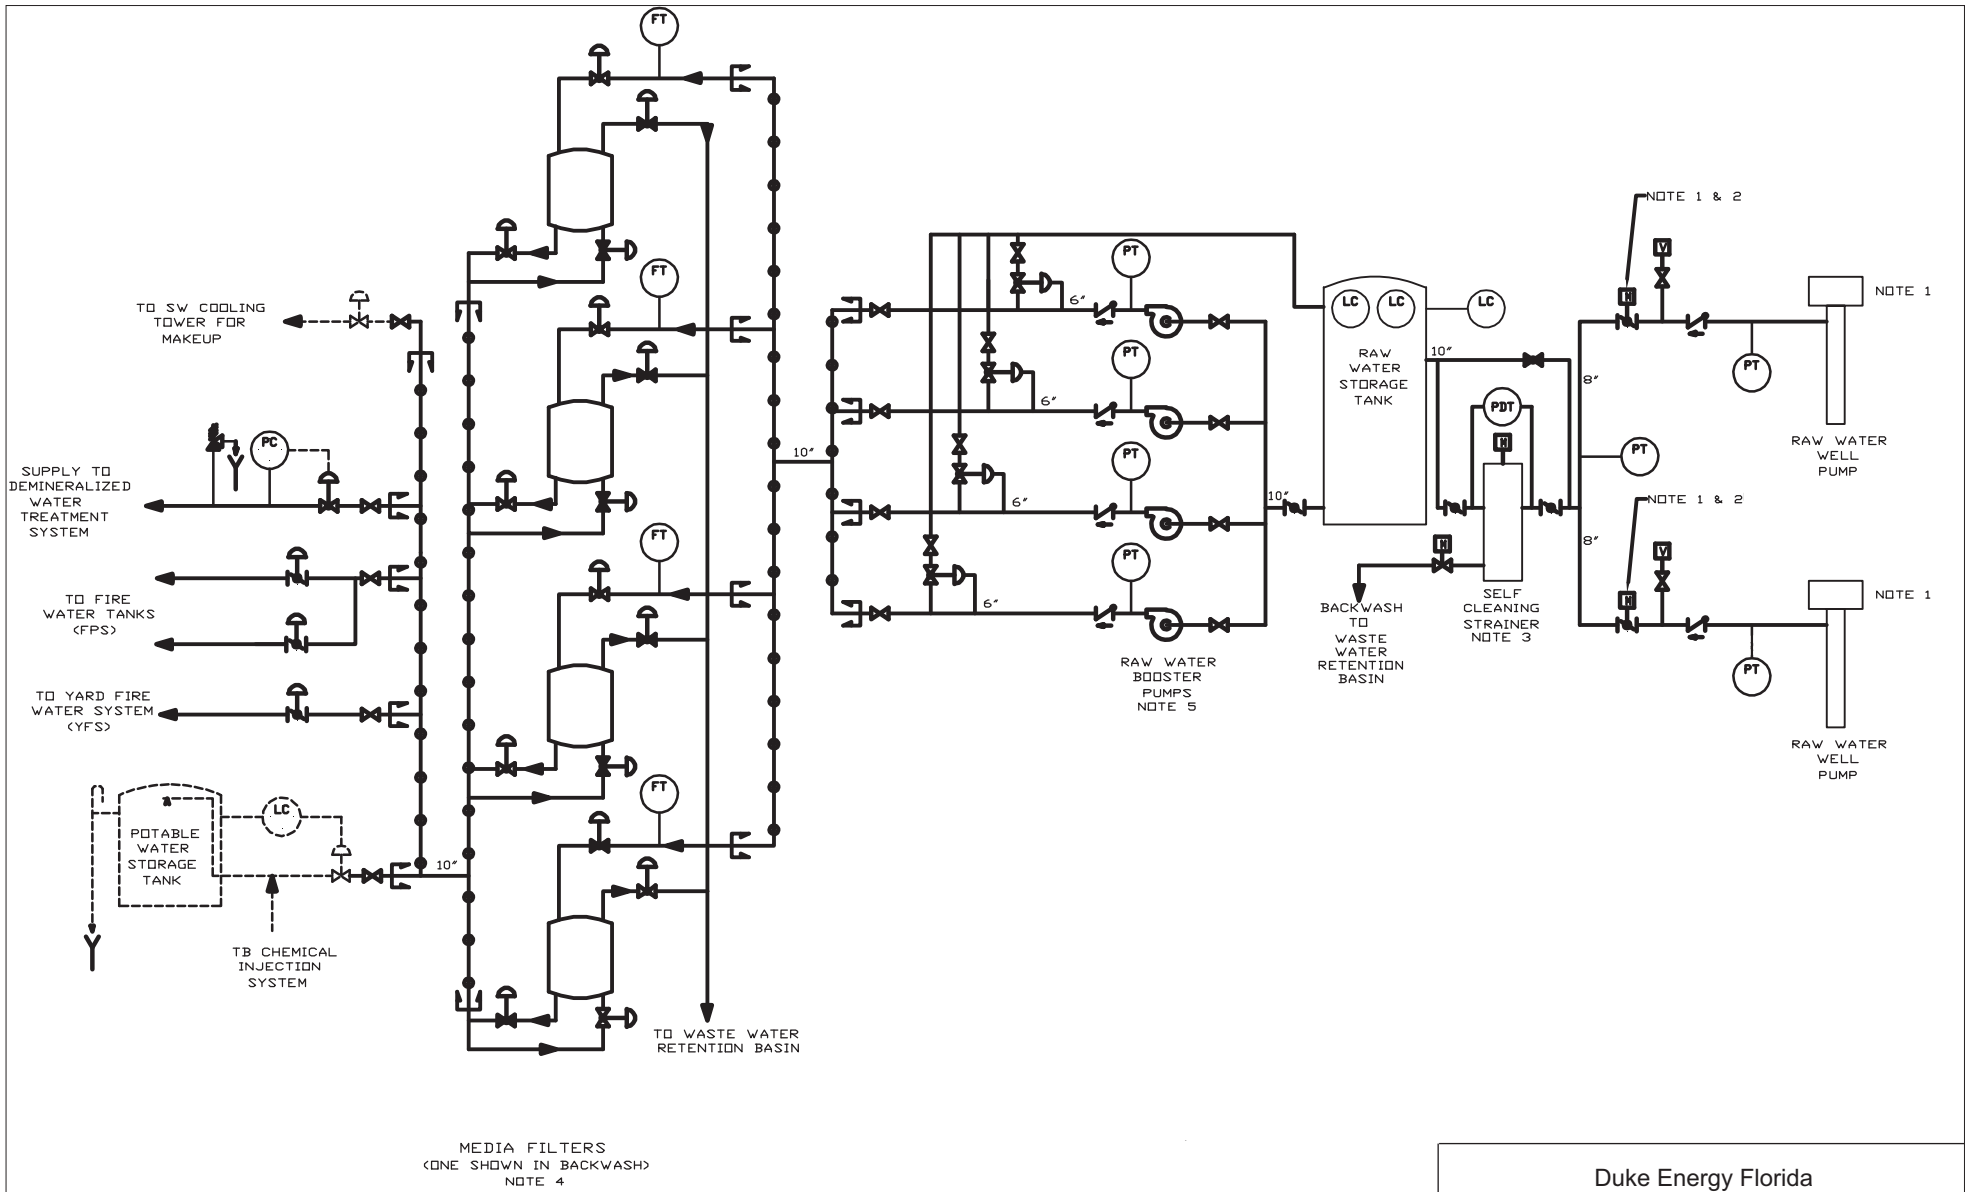 FT
NOTE 1 & 2
V
M
PT
NOTE 1
FT
PT
6"
LC
LC
LC
TO SW COOLING
TOWER FOR
MAKEUP
RAW
WATER
STORAGE
TANK
10"
8"
PT
PT
6"
PDT
M
PC
10"
PT
RAW WATER
WELL
PUMP
SUPPLY TO
DEMINERALIZED
WATER
TREATMENT
SYSTEM
PT
6"
10"
NOTE 1 & 2
FT
8"
M
V
PT
6"
TO FIRE
WATER TANKS
(FPS)
BACKWASH
TO
WASTE
WATER
RETENTION
BASIN
SELF
CLEANING
STRAINER
NOTE 3
M
NOTE 1
RAW WATER
BOOSTER
PUMPS
NOTE 5
PT
TO YARD FIRE
WATER SYSTEM
(YFS)
RAW WATER
WELL
PUMP
FT
LC
POTABLE
WATER
STORAGE
TANK
10"
TB CHEMICAL
INJECTION
SYSTEM
TO WASTE WATER
RETENTION BASIN
MEDIA FILTERS
(ONE SHOWN IN BACKWASH)
NOTE 4
Duke Energy Florida